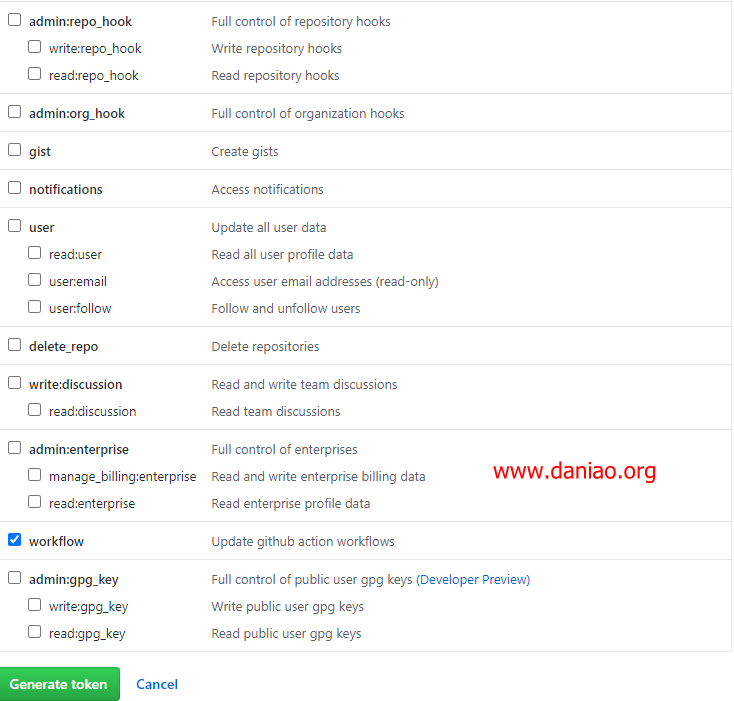 admin:repo_hook Full control of repository hooks
write:repo_hook Write repository hooks
read:repo_hook Read repository hooks
admin:org_hook Full control of organization hooks
gist Create gists
notifications Access notifications
user Update all user data
read:user Read all user profile data
user:email Access user email addresses (read-only)
user:follow Follow and unfollow users
delete_repo Delete repositories
write:discussion Read and write team discussions
read:discussion Read team discussions
admin:enterprise Full control of enterprises
manage_billing:enterprise Read and write enterprise billing data
www.daniao.org
read:enterprise Read enterprise profile data
workflow Update github action workflows
admin:gpg_key Full control of public user gpg keys (Developer Preview)
write:gpg_key Write public user gpg keys
read:gpg_key Read public user gpg keys
Generate token Cancel